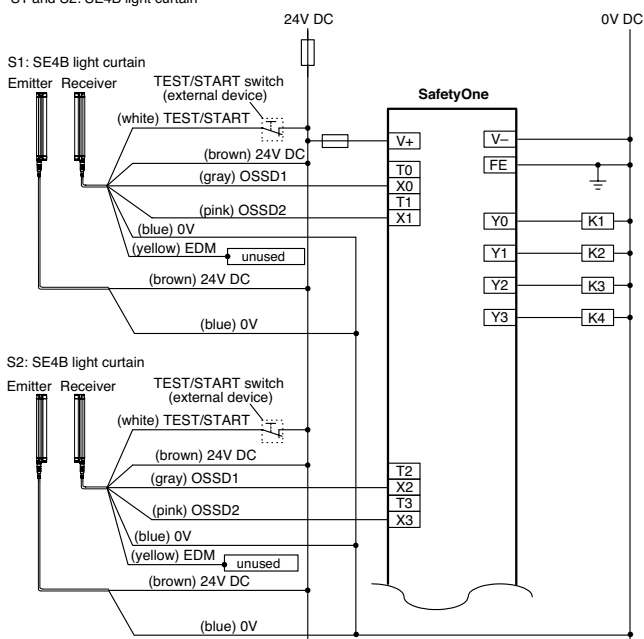 S1 and S2: SE4B light curtain
24V DC
0V DC
S1: SE4B light curtain
Emitter Receiver
TEST/START switch
(external device)
SafetyOne
(white) TEST/START
V+
V−
(brown) 24V DC
FE
T0
(gray) OSSD1
X0
T1
(pink) OSSD2
X1
Y0
K1
(blue) 0V
(yellow) EDM
unused
Y1
K2
(brown) 24V DC
Y2
K3
(blue) 0V
Y3
K4
S2: SE4B light curtain
Emitter Receiver
TEST/START switch
(external device)
(white) TEST/START
(brown) 24V DC
T2
(gray) OSSD1
X2
T3
(pink) OSSD2
X3
(blue) 0V
(yellow) EDM
unused
(brown) 24V DC
(blue) 0V